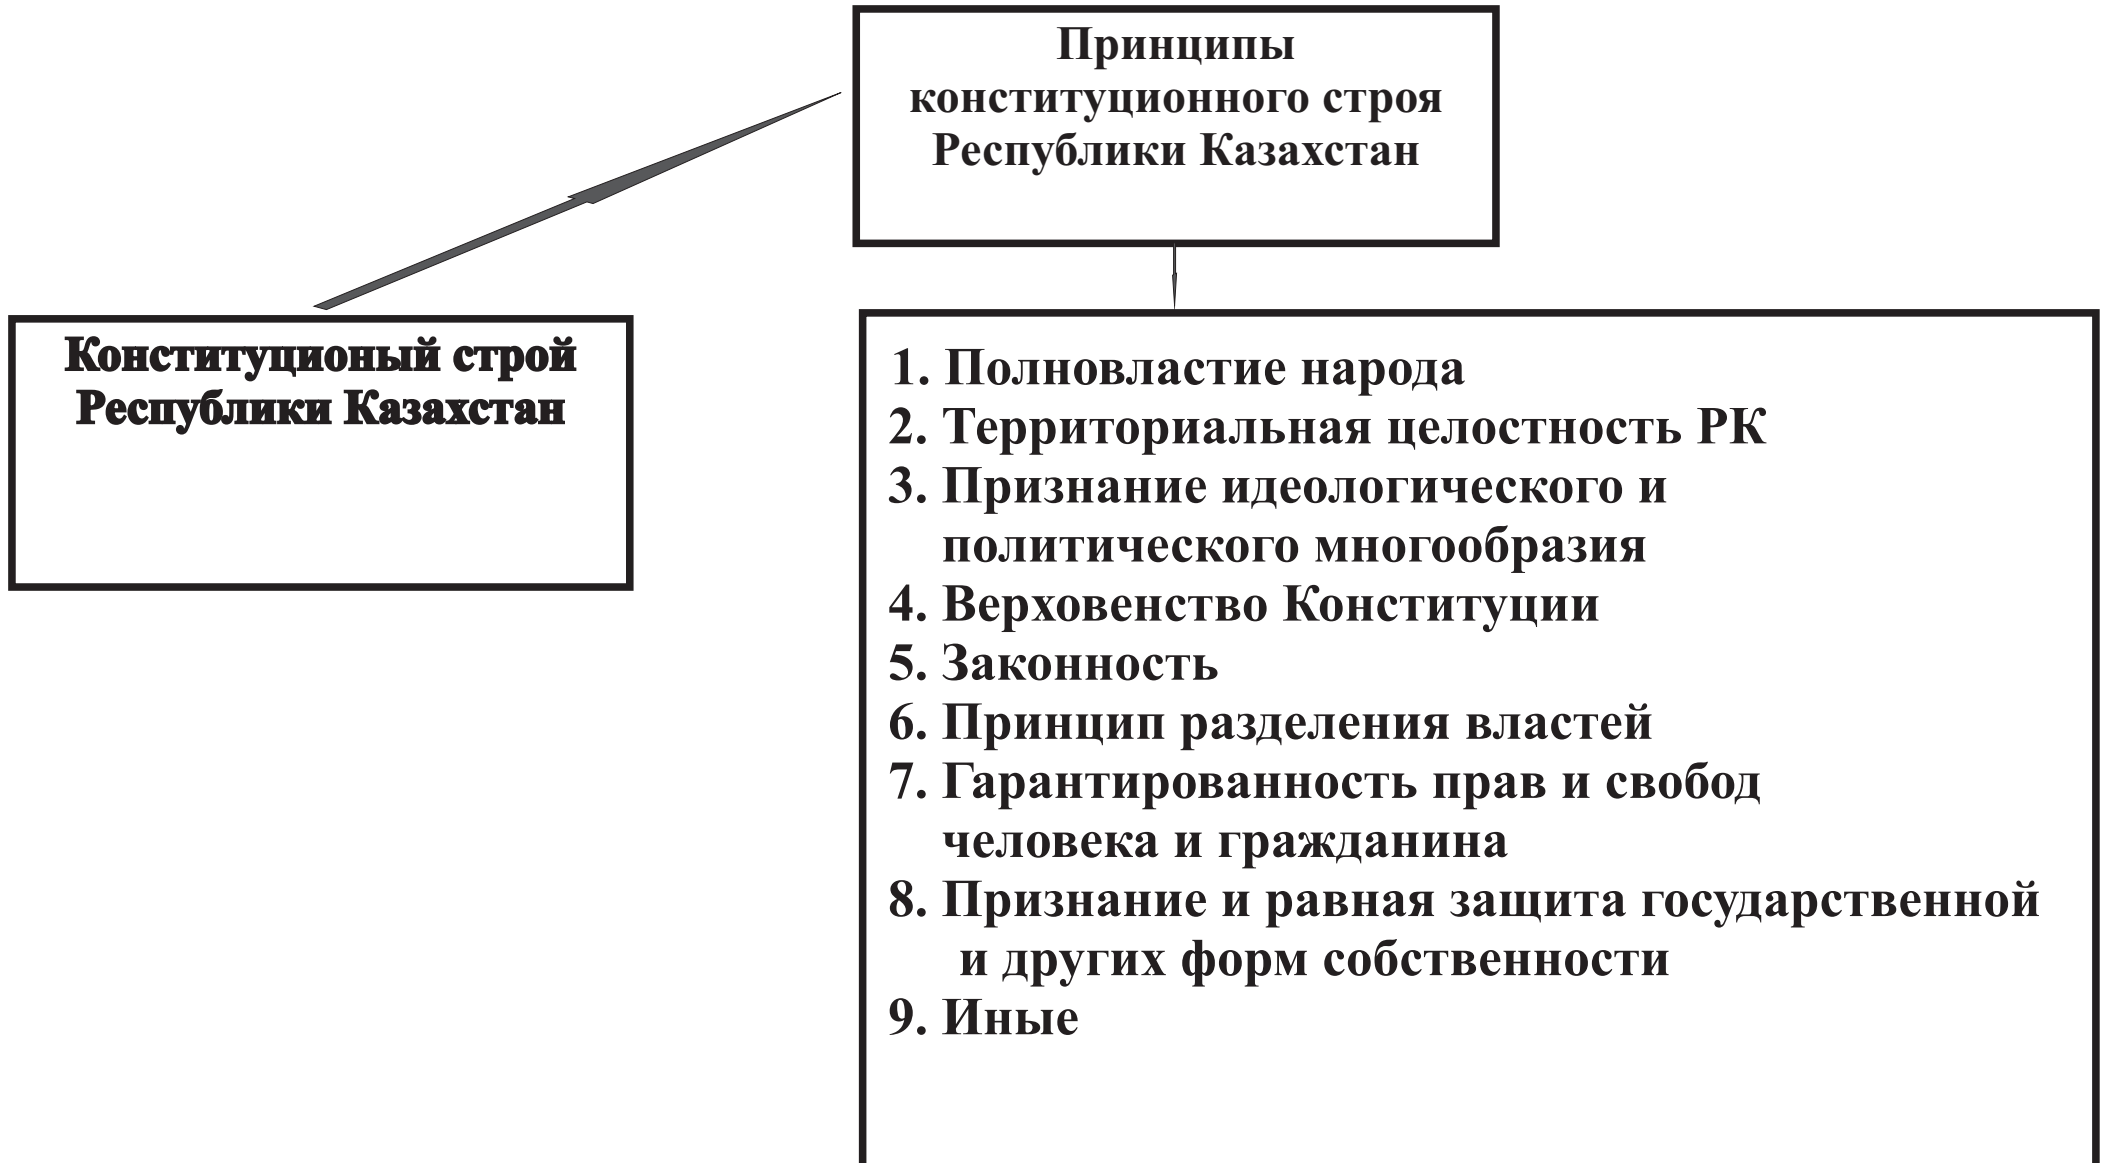 Принципы
конституционного строя
Республики Казахстан
Конституционый строй
Республики Казахстан
1. Полновластие народа
2. Территориальная целостность РК
3. Признание идеологического и
политического многообразия
4. Верховенство Конституции
5. Законность
6. Принцип разделения властей
7. Гарантированность прав и свобод
человека и гражданина
8. Признание и равная защита государственной
и других форм собственности
9. Иные